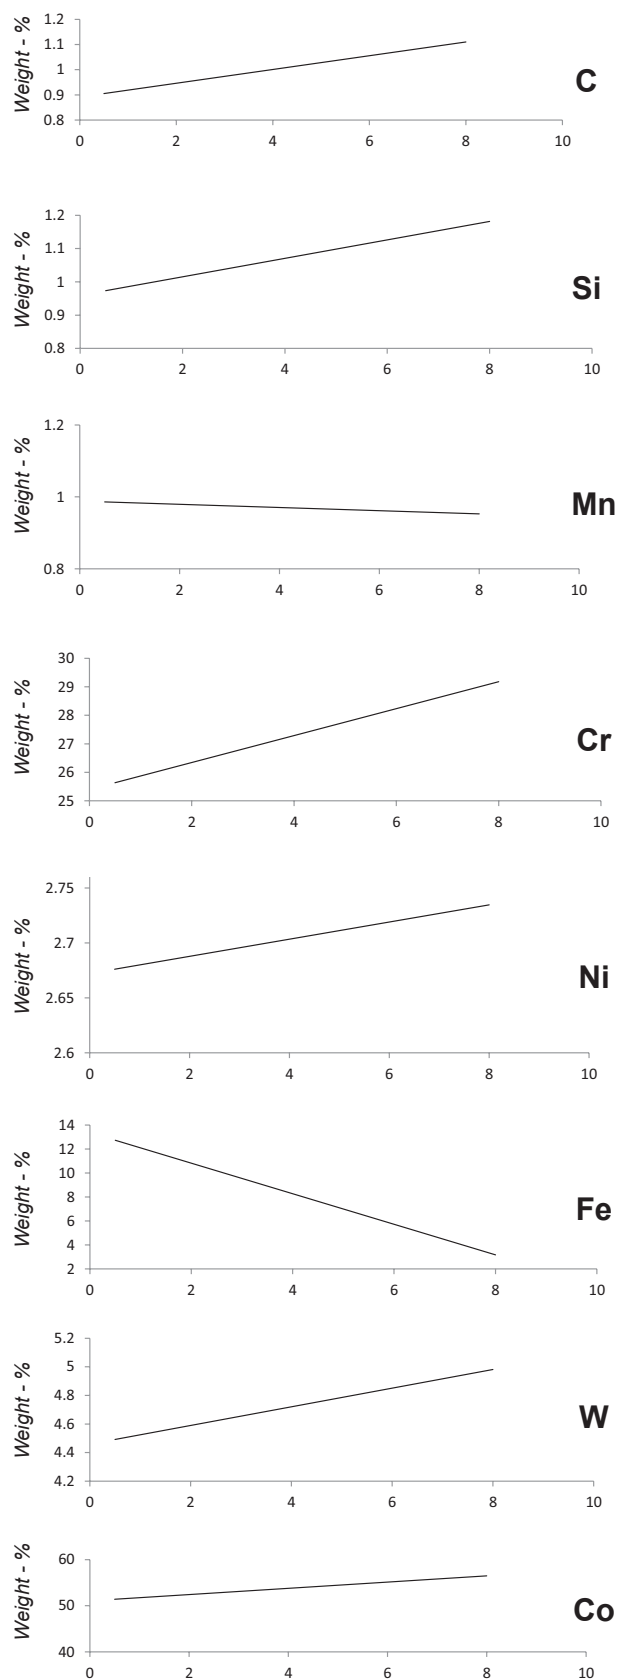 Weight - %
1.2
1.1
1
0.9
0.8
0 2 4 6 8 10
C
Weight - %
1.2
1.1
1
0.9
0.8
0 2 4 6 8 10
Si
Weight - %
1.2
1
0.8
0 2 4 6 8 10
Mn
Weight - %
30
29
28
27
26
25
0 2 4 6 8 10
Cr
Weight - %
2.75
2.7
2.65
2.6
0 2 4 6 8 10
Ni
Weight - %
14
12
10
8
6
4
2
0 2 4 6 8 10
Fe
Weight - %
5.2
5
4.8
4.6
4.4
4.2
0 2 4 6 8 10
W
Weight - %
60
50
40
0 2 4 6 8 10
Co